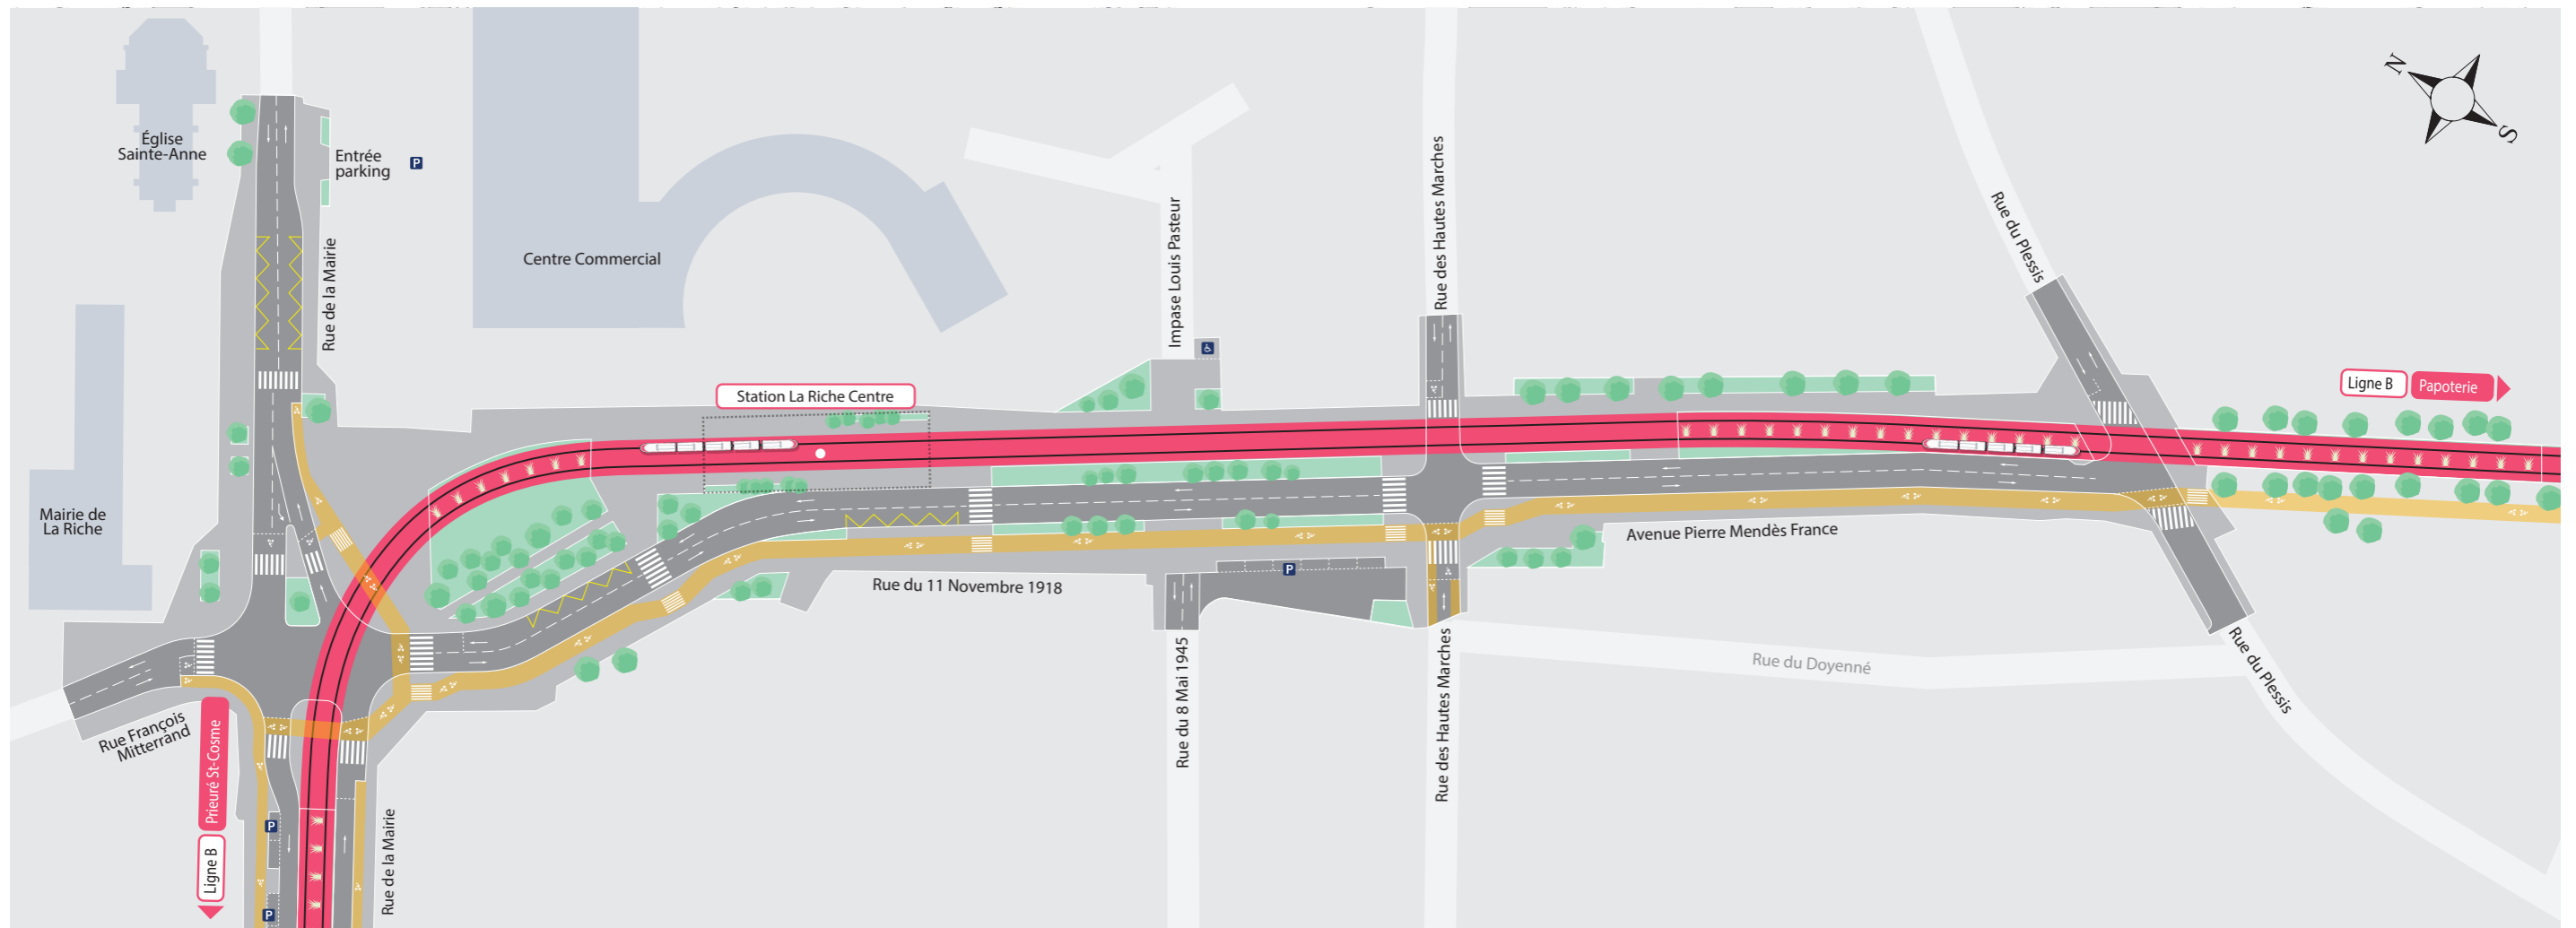 Église
Sainte-Anne
Entrée
parking
P
Rue de la Mairie
Centre Commercial
Impase Louis Pasteur
Rue des Hautes Marches
Rue du Plessis
N
S
Ligne B
Papoterie
Station La Riche Centre
Mairie de
La Riche
Avenue Pierre Mendès France
Rue du 11 Novembre 1918
P
Rue du 8 Mai 1945
Rue des Hautes Marches
Rue du Doyenné
Rue du Plessis
Rue François
Mitterrand
Prieuré St-Cosme
Ligne B
P
P
Rue de la Mairie